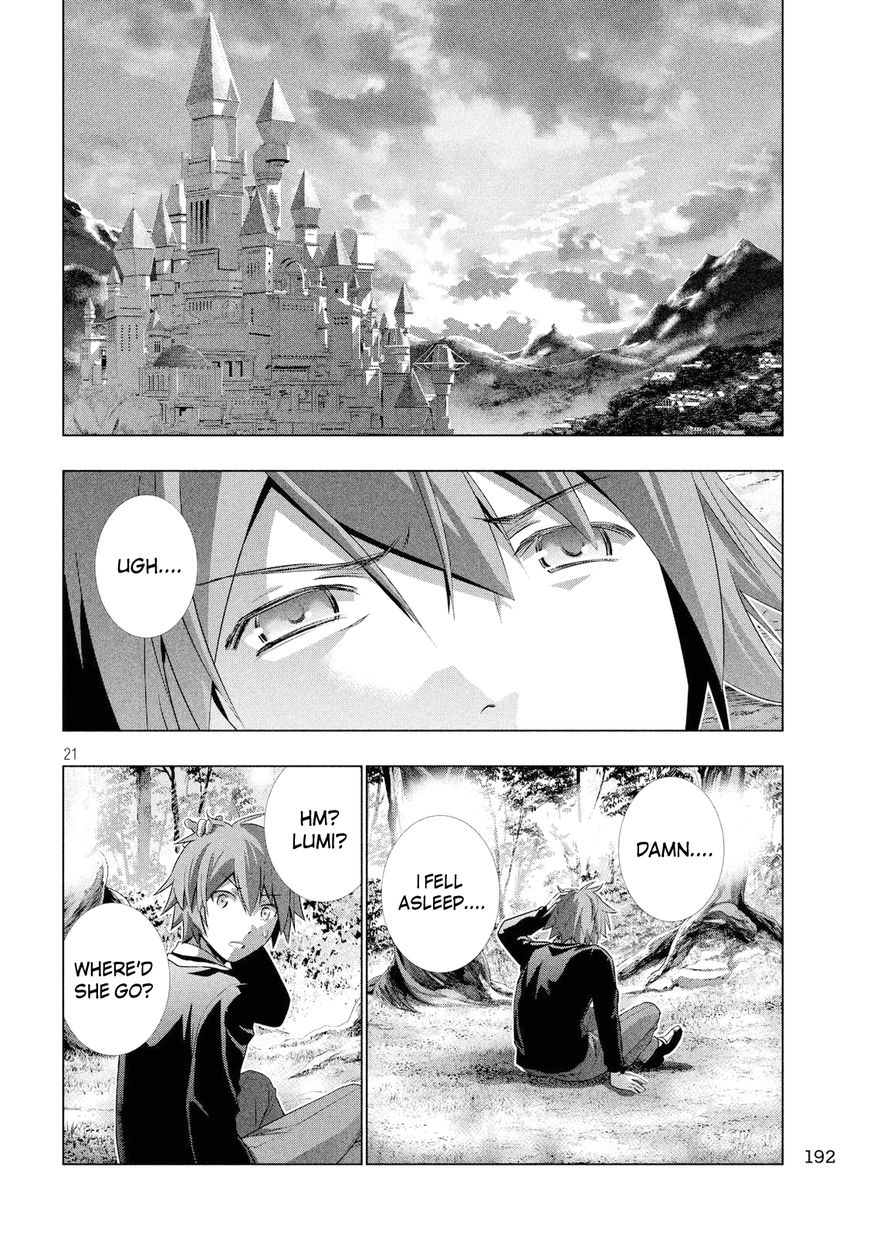 UGH....
21
DAMN....
I FELL
ASLEEP....
HM?
LUMI?
WHERE'D
SHE GO?
192